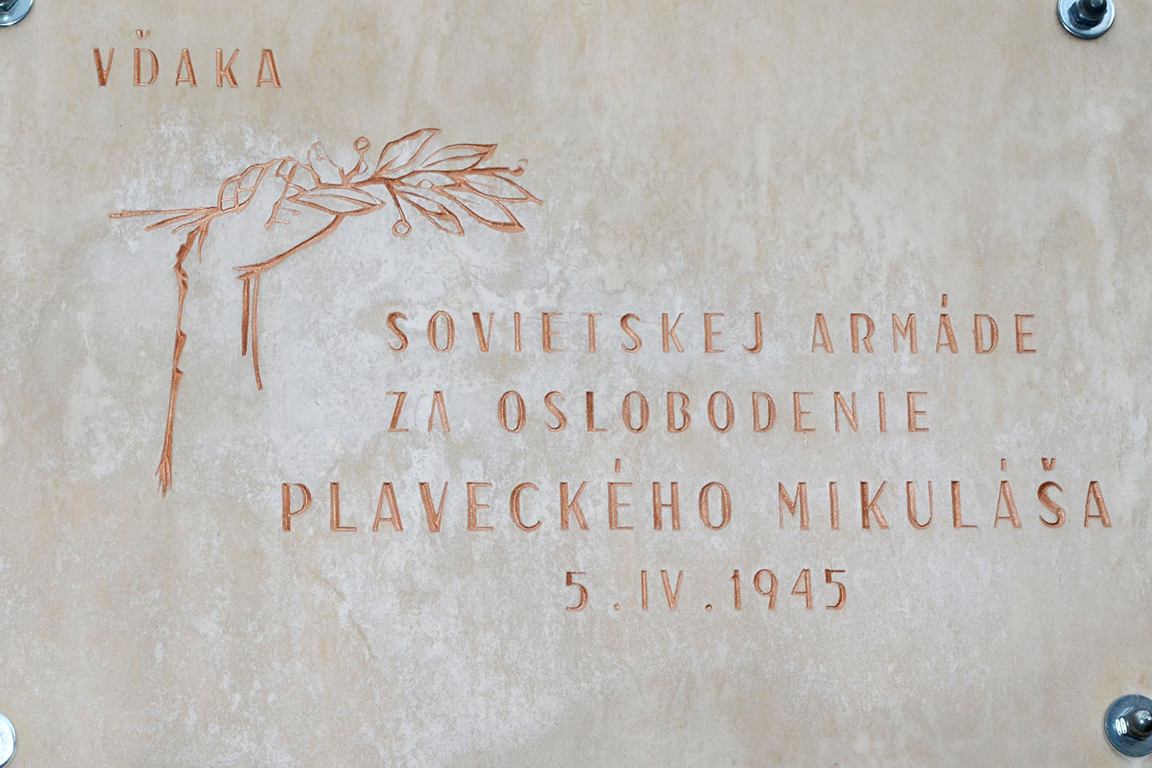 VĎAKA
SOVIETSKEJ ARMÁDE
ZA OSLOBODENIE
PLAVECKÉHO MIKULÁŠA
5.IV.1945